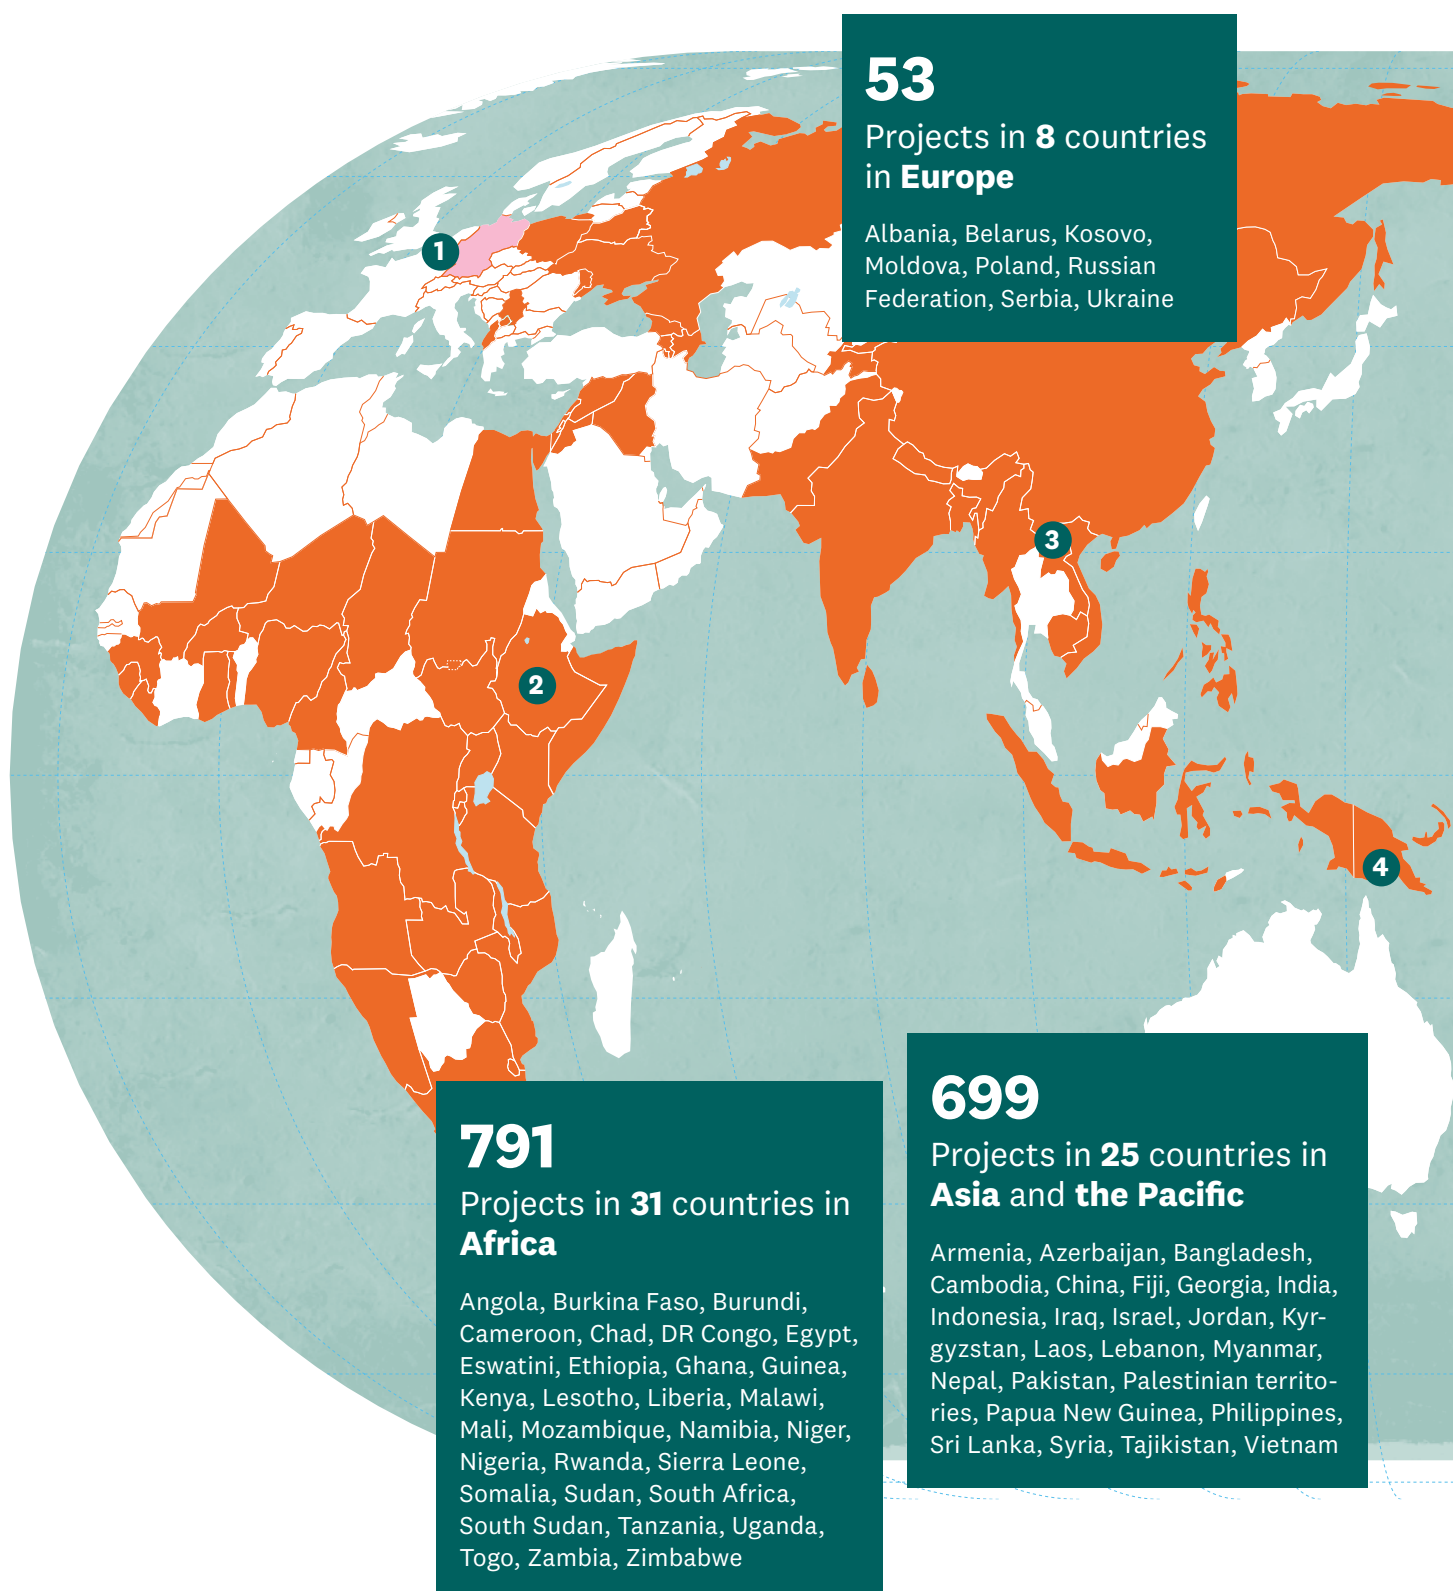 53
Projects in 8 countries
in Europe
Albania, Belarus, Kosovo,
Moldova, Poland, Russian
Federation, Serbia, Ukraine
1
2
3
4
791
Projects in 31 countries in
Africa
Angola, Burkina Faso, Burundi,
Cameroon, Chad, DR Congo, Egypt,
Eswatini, Ethiopia, Ghana, Guinea,
Kenya, Lesotho, Liberia, Malawi,
Mali, Mozambique, Namibia, Niger,
Nigeria, Rwanda, Sierra Leone,
Somalia, Sudan, South Africa,
South Sudan, Tanzania, Uganda,
Togo, Zambia, Zimbabwe
699
Projects in 25 countries in
Asia and the Pacific
Armenia, Azerbaijan, Bangladesh,
Cambodia, China, Fiji, Georgia, India,
Indonesia, Iraq, Israel, Jordan, Kyr-
gyzstan, Laos, Lebanon, Myanmar,
Nepal, Pakistan, Palestinian territo-
ries, Papua New Guinea, Philippines,
Sri Lanka, Syria, Tajikistan, Vietnam